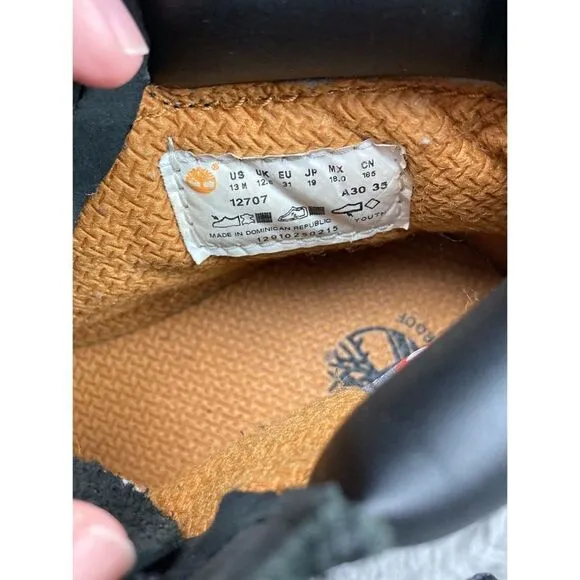 ®
US UK EU JP MX CN
13 M 12.5 31 19 18.0 185
12707 A30 35
YOUTH
MADE IN DOMINICAN REPUBLIC
12910250215